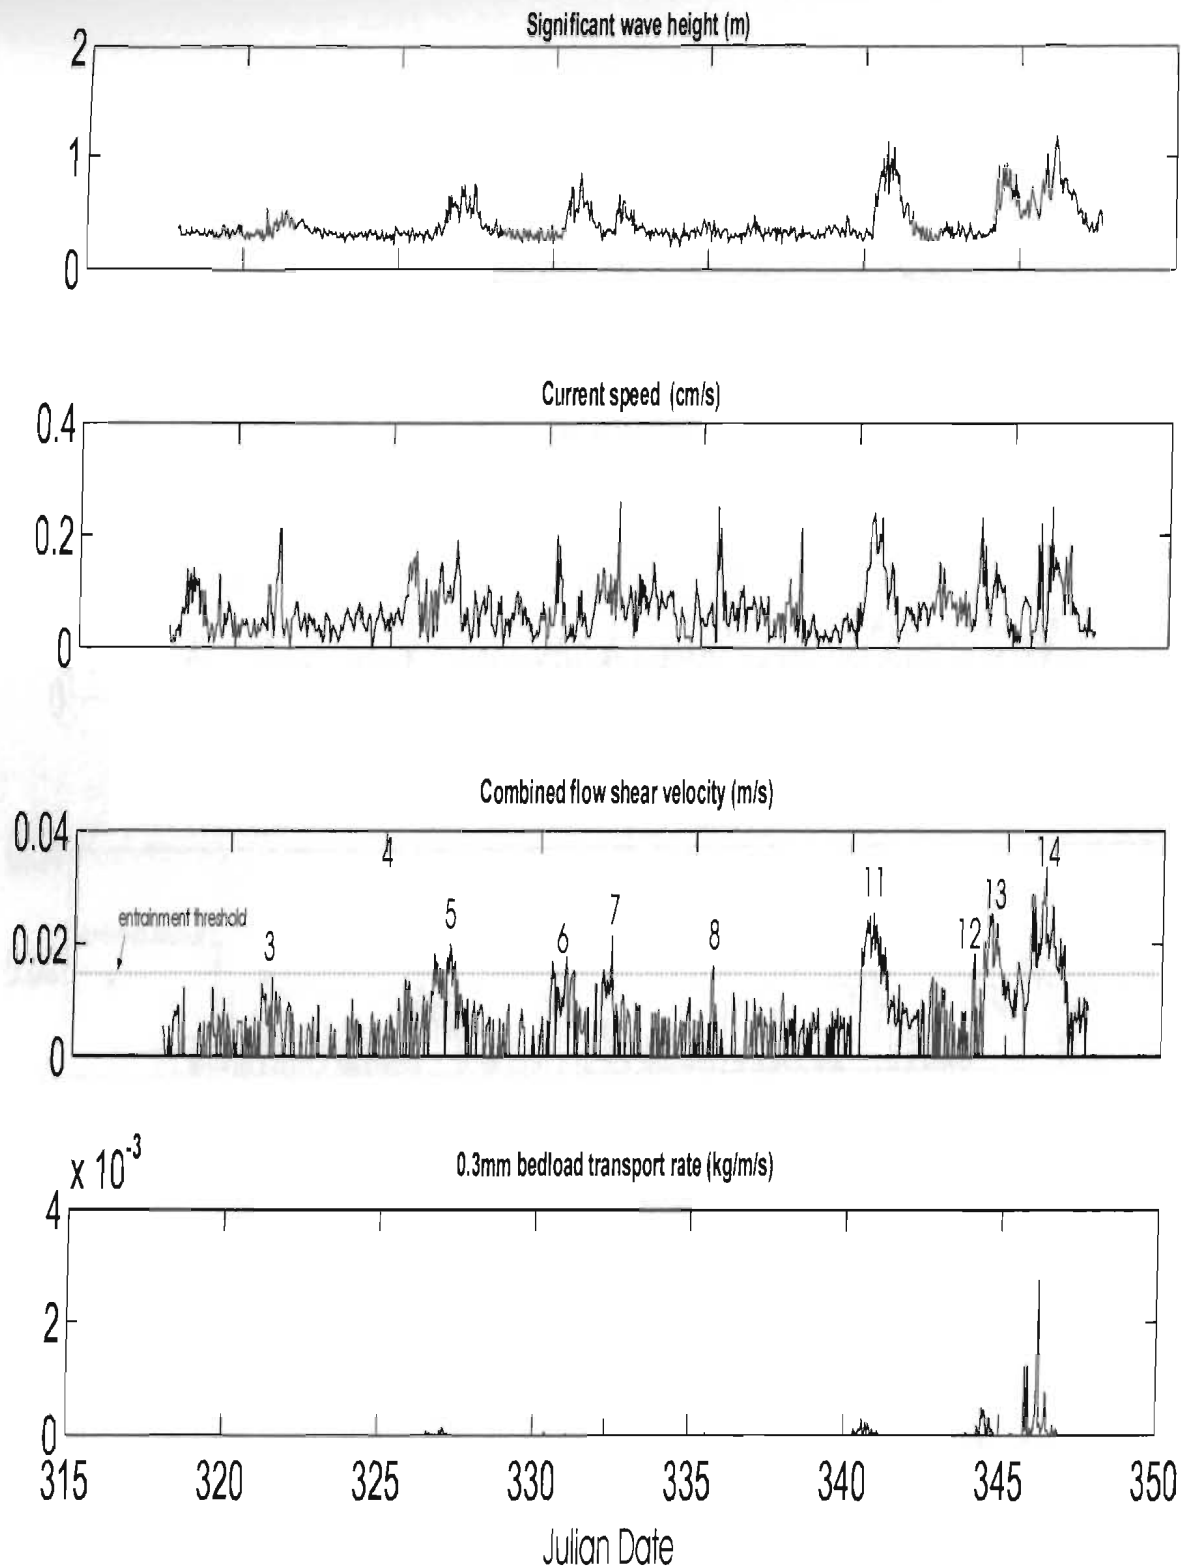 Significant wave height (m)
2
1
0
Current speed (cm/s)
0.4
0.2
0
Combined flow shear velocity (m/s)
0.04
4
14
11
13
entrainment threshold
5
7
3
6
8
12
0.02
0
x 10-3
0.3mm bedload transport rate (kg/m/s)
4
2
0
315 320 325 330 335 340 345 350
Julian Date